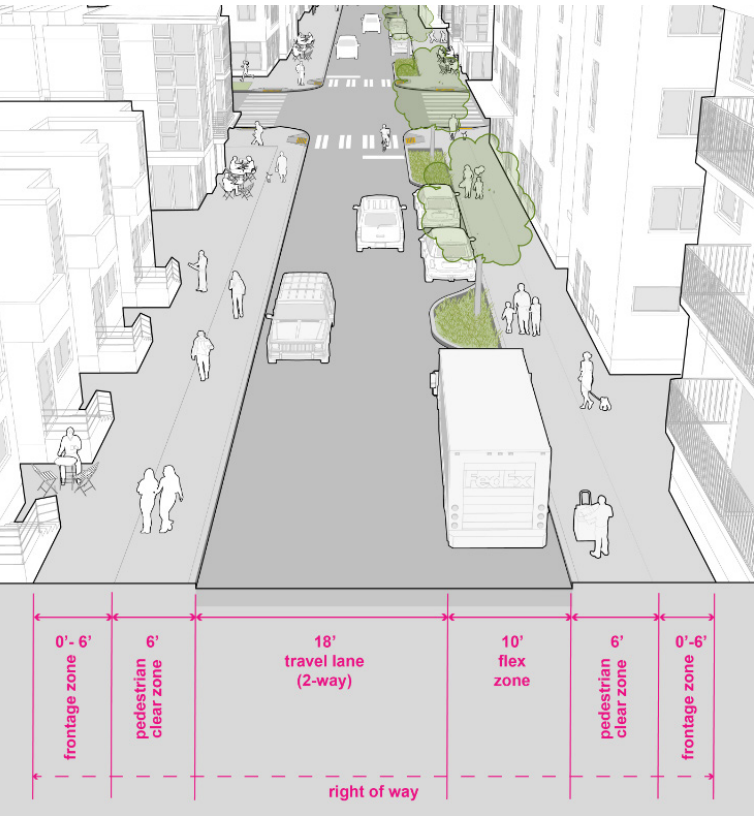 FedEx
0'- 6'
frontage zone
6'
pedestrian
clear zone
18'
travel lane
(2-way)
10'
flex
zone
6'
pedestrian
clear zone
0'-6'
frontage zone
right of way